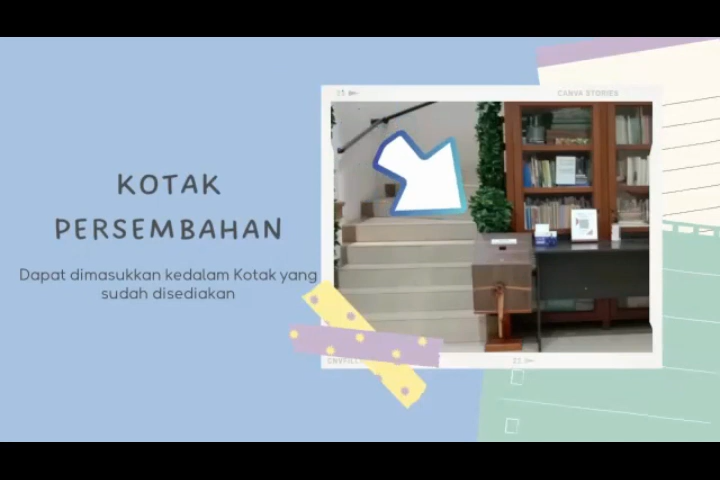 CANVA STORIES
KOTAK
PERSEMBAHAN
Dapat dimasukkan kedalam Kotak yang
sudah disediakan